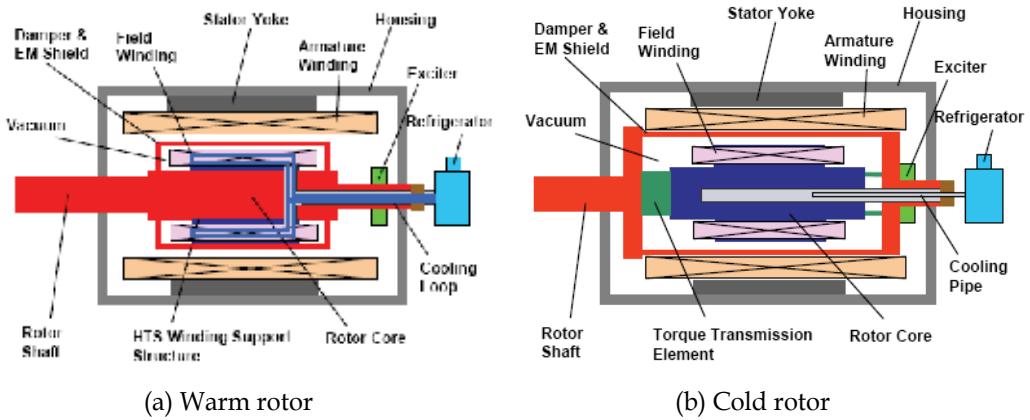 Stator Yoke
Housing
Damper &
EM Shield
Field
Winding
Armature
Winding
Exciter
Vacuum
Refrigerator
Cooling
Loop
Rotor
Shaft
HTS Winding Support
Structure
Rotor Core
(a) Warm rotor
Stator Yoke
Housing
Damper &
EM Shield
Field
Winding
Armature
Winding
Exciter
Vacuum
Refrigerator
Cooling
Pipe
Rotor
Shaft
Torque Transmission
Element
Rotor Core
(b) Cold rotor